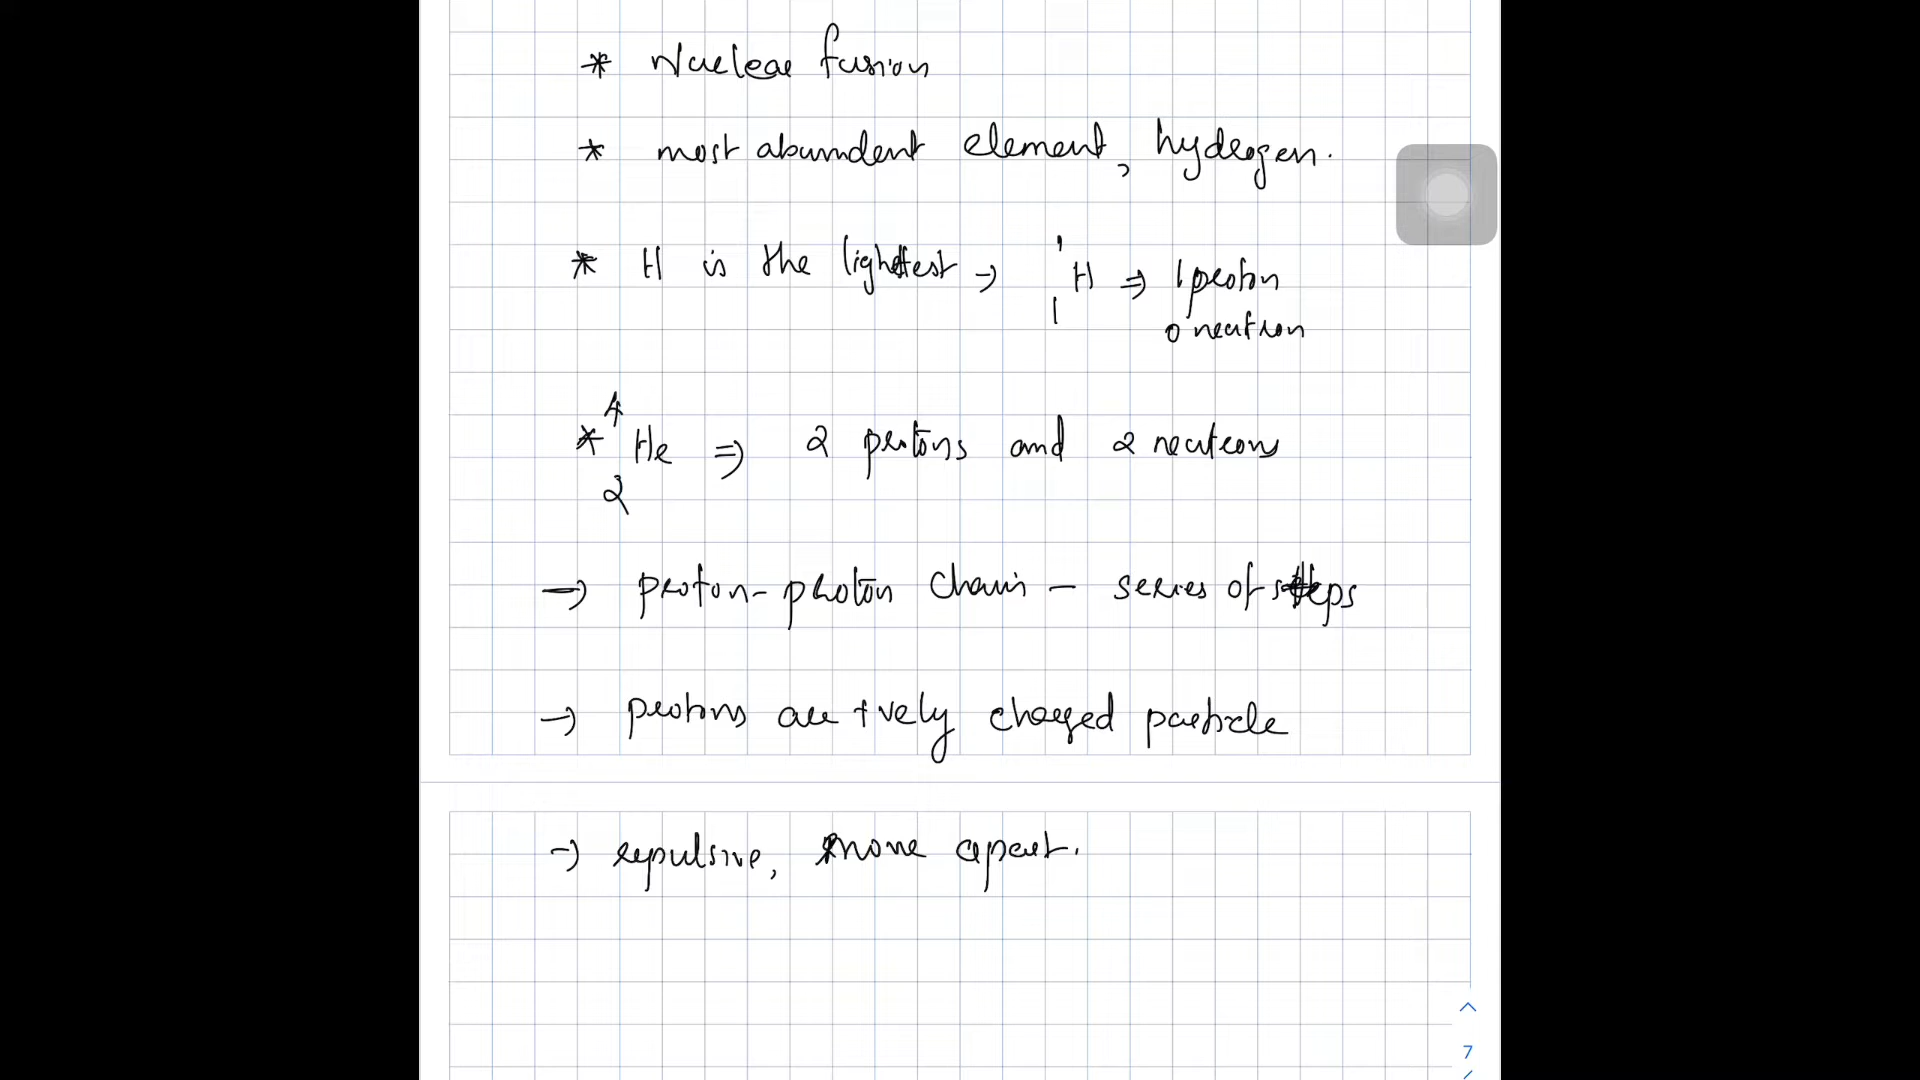 * Nuclear fusion
* most abundent element, hydrogen.
* H is the lightest → ¹₁H ⇒ 1 proton
0 neutron
* ⁴₂He ⇒ 2 protons and 2 neutrons
→ proton-photon chain - series of steps
→ protons are +vely charged particle
→ repulsive, move apart.
7